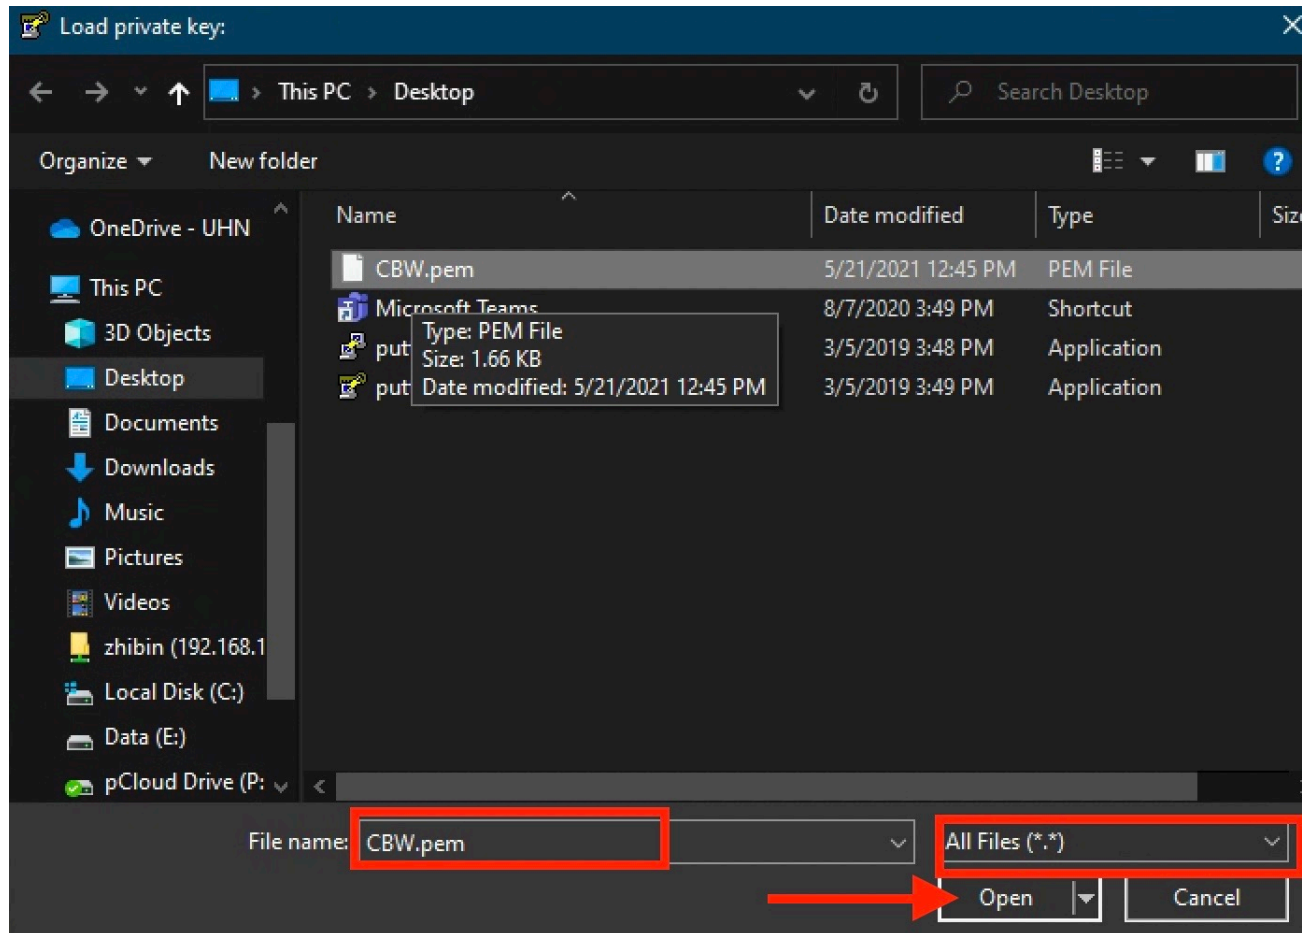 Load private key:
This PC > Desktop
Search Desktop
Organize
New folder
OneDrive - UHN
This PC
3D Objects
Desktop
Documents
Downloads
Music
Pictures
Videos
zhibin (192.168.1
Local Disk (C:)
Data (E:)
pCloud Drive (P:
Name Date modified Type
CBW.pem 5/21/2021 12:45 PM PEM File
Microsoft Teams 8/7/2020 3:49 PM Shortcut
put 3/5/2019 3:48 PM Application
put 3/5/2019 3:49 PM Application
Type: PEM File
Size: 1.66 KB
Date modified: 5/21/2021 12:45 PM
File name: CBW.pem
All Files (*.*)
Open
Cancel